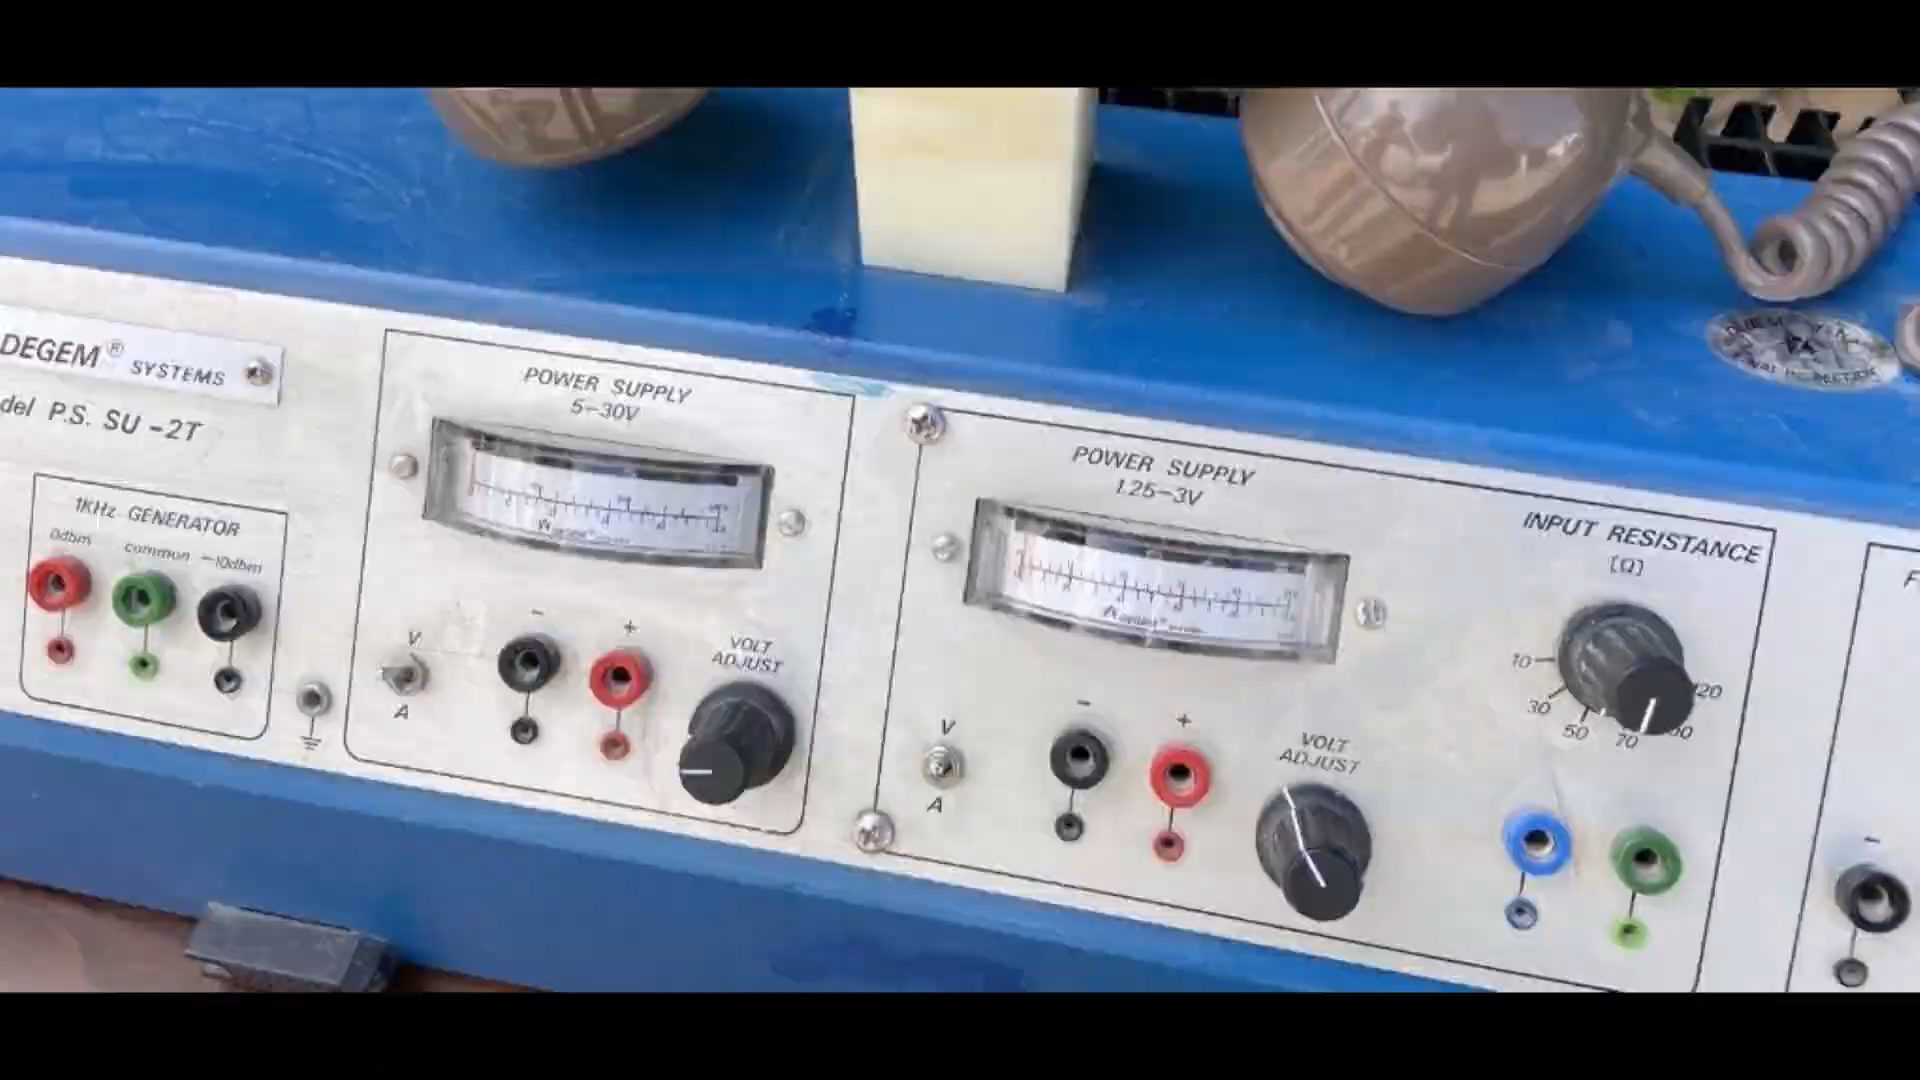 DEGEM® SYSTEMS
del P.S. SU -2T
1KHz GENERATOR
0dbm common -10dbm
POWER SUPPLY
5-30V
V
A
-
+
VOLT
ADJUST
POWER SUPPLY
1.25-3V
V
A
-
+
VOLT
ADJUST
INPUT RESISTANCE
[Ω]
10
30
50
70
120
F
-